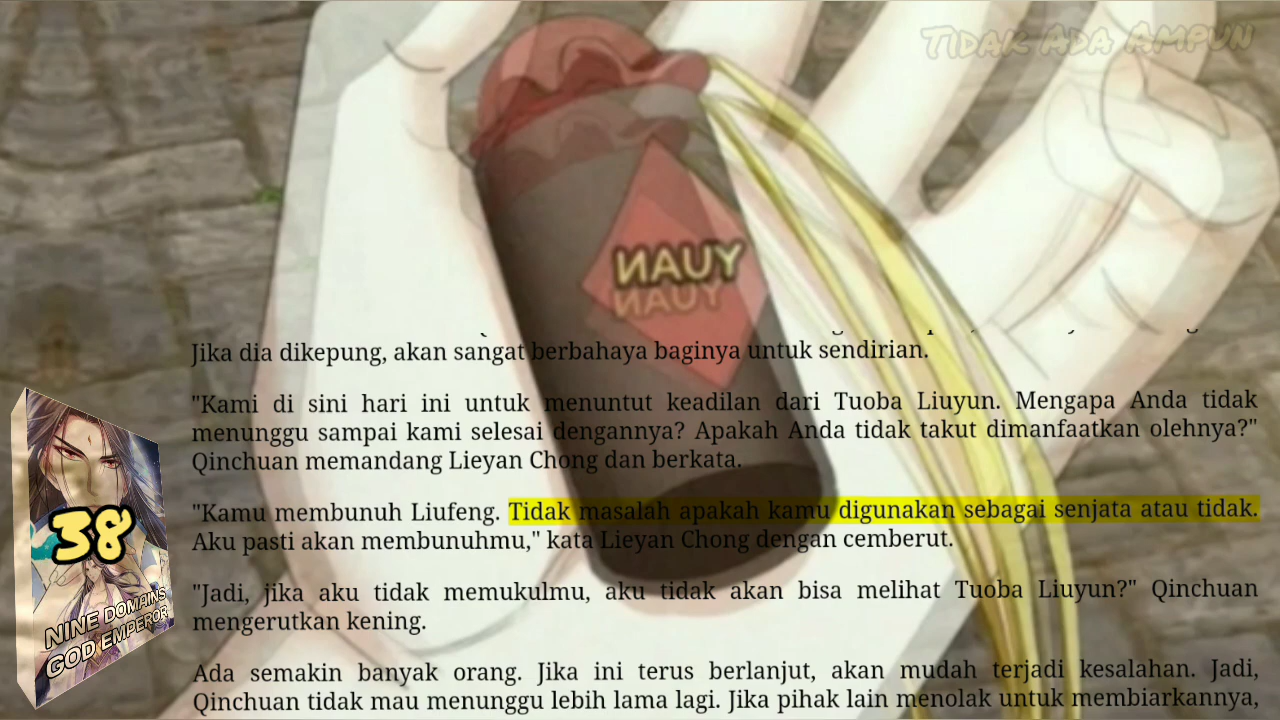 Tidak Ada Ampun
NAUY
NAUY
Jika dia dikepung, akan sangat berbahaya baginya untuk sendirian.
"Kami di sini hari ini untuk menuntut keadilan dari Tuoba Liuyun. Mengapa Anda tidak
menunggu sampai kami selesai dengannya? Apakah Anda tidak takut dimanfaatkan olehnya?"
Qinchuan memandang Lieyan Chong dan berkata.
"Kamu membunuh Liufeng. Tidak masalah apakah kamu digunakan sebagai senjata atau tidak.
Aku pasti akan membunuhmu," kata Lieyan Chong dengan cemberut.
"Jadi, jika aku tidak memukulmu, aku tidak akan bisa melihat Tuoba Liuyun?" Qinchuan
mengerutkan kening.
Ada semakin banyak orang. Jika ini terus berlanjut, akan mudah terjadi kesalahan. Jadi,
Qinchuan tidak mau menunggu lebih lama lagi. Jika pihak lain menolak untuk membiarkannya,
38
NINE DOMAINS
GOD EMPEROR